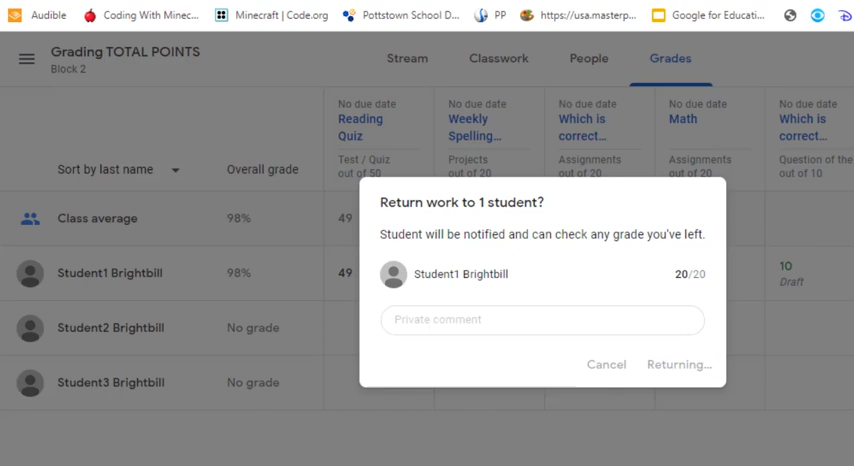 Audible
Coding With Minec...
Minecraft | Code.org
Pottstown School D...
PP
https://usa.masterp...
Google for Educati...
Grading TOTAL POINTS
Block 2
Stream
Classwork
People
Grades
No due date
Reading
Quiz
Test / Quiz
out of 50
No due date
Weekly
Spelling...
Projects
out of 20
No due date
Which is
correct...
Assignments
out of 20
No due date
Math
Assignments
out of 20
No due date
Which is
correct...
Question of the
out of 10
Sort by last name
Overall grade
Class average
98%
49
Student1 Brightbill
98%
49
10
Draft
Student2 Brightbill
No grade
Student3 Brightbill
No grade
Return work to 1 student?
Student will be notified and can check any grade you've left.
Student1 Brightbill
20/20
Private comment
Cancel
Returning...